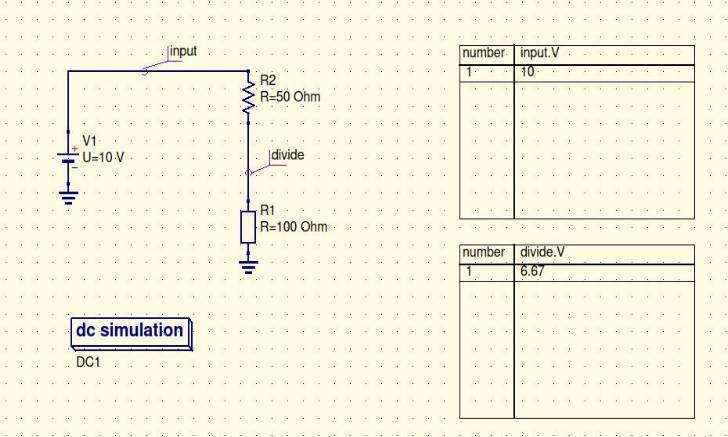 input
R2
R=50 Ohm
V1
+
U=10 V
-
divide
R1
R=100 Ohm
dc simulation
DC1
number input.V
1 10
number divide.V
1 6.67